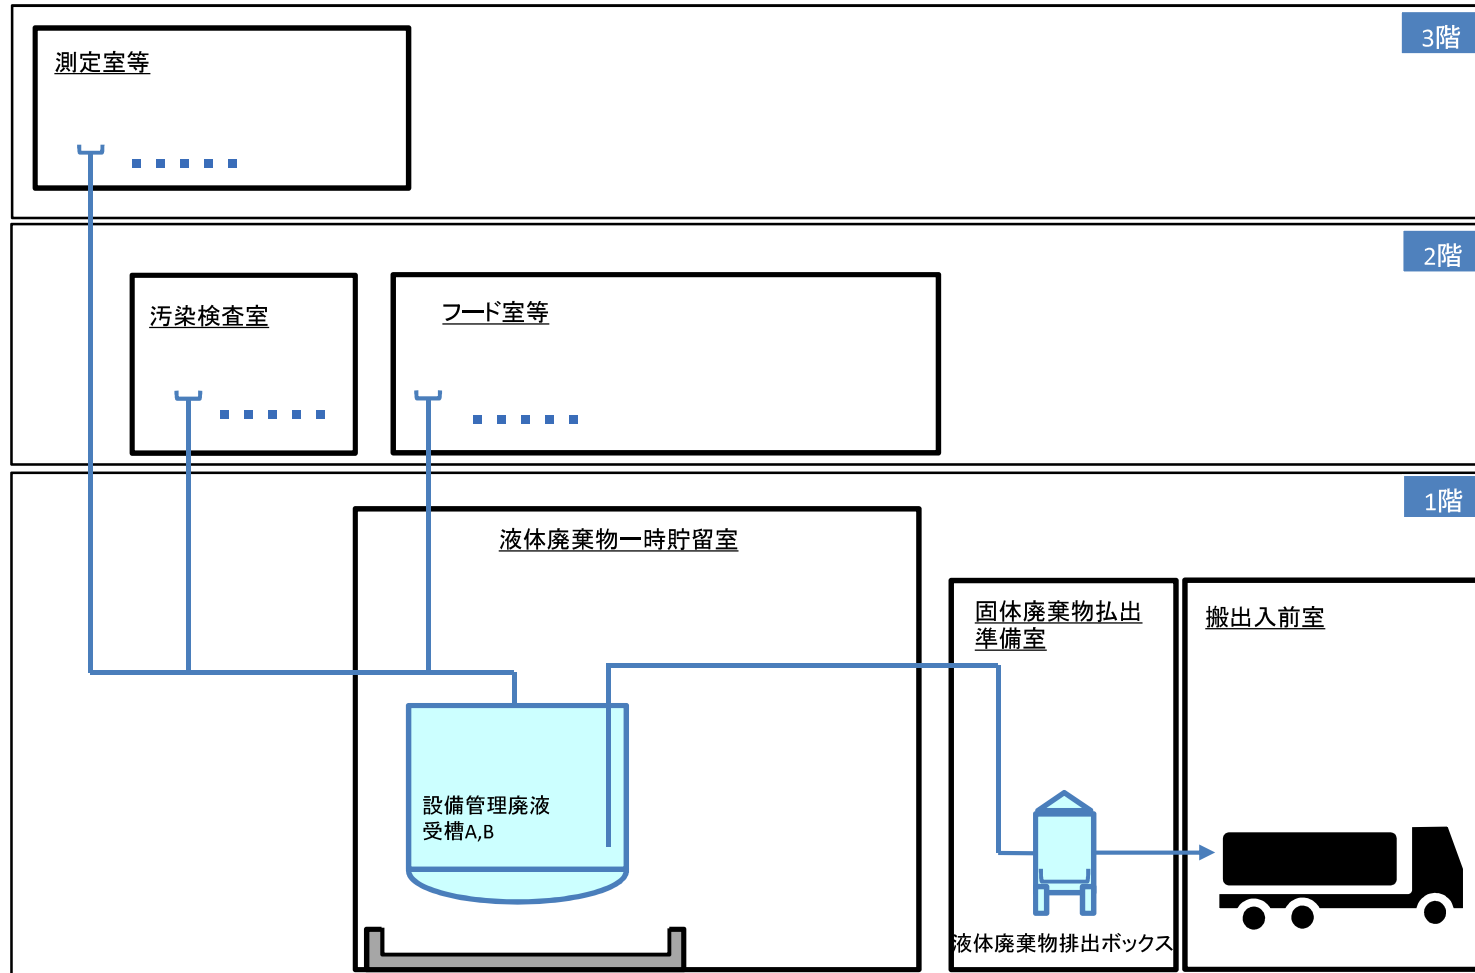 3階
測定室等
2階
汚染検査室
フード室等
1階
液体廃棄物一時貯留室
固体廃棄物払出
準備室
搬出入前室
設備管理廃液
受槽A,B
液体廃棄物排出ボックス